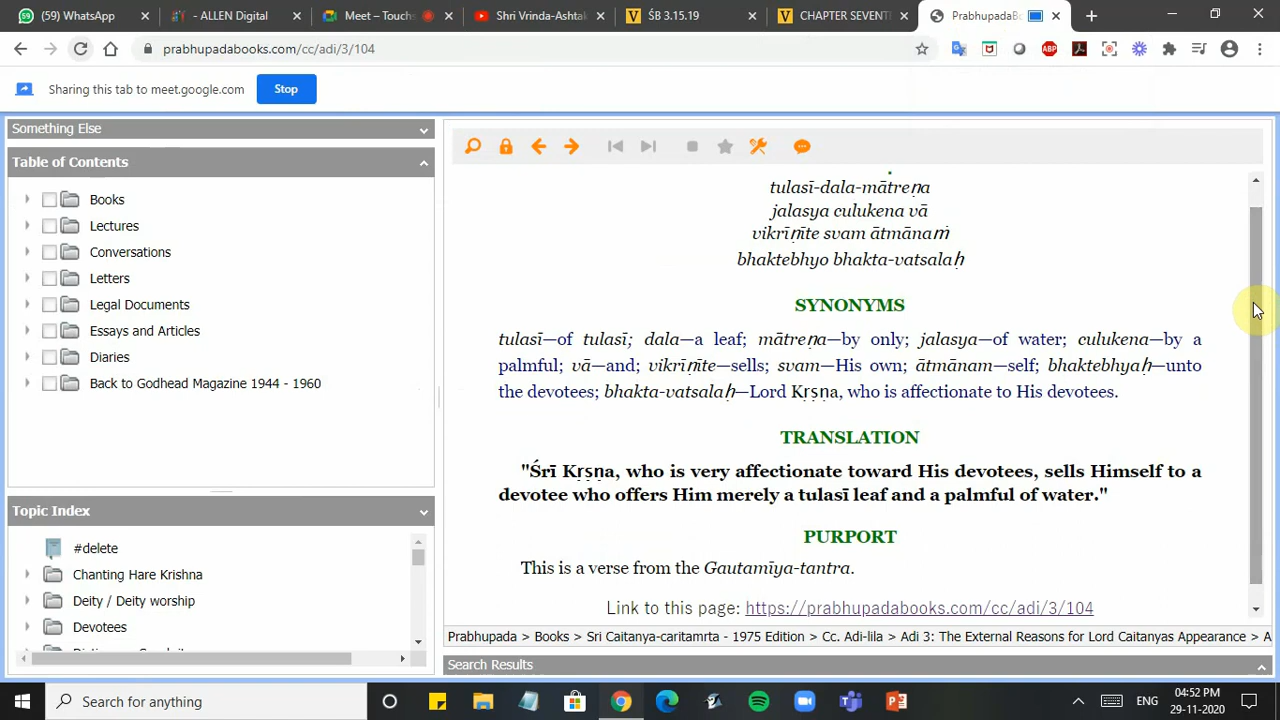 (59) WhatsApp
- ALLEN Digital
Meet – Touchs
Shri Vrinda-Ashtak
ŚB 3.15.19
CHAPTER SEVENTE
PrabhupadaBo
prabhupadabooks.com/cc/adi/3/104
Sharing this tab to meet.google.com
Stop
Something Else
Table of Contents
Books
Lectures
Conversations
Letters
Legal Documents
Essays and Articles
Diaries
Back to Godhead Magazine 1944 - 1960
Topic Index
#delete
Chanting Hare Krishna
Deity / Deity worship
Devotees
tulasī-dala-mātreṇa
jalasya culukena vā
vikrīṇīte svam ātmānaṁ
bhaktebhyo bhakta-vatsalaḥ
SYNONYMS
tulasī—of tulasī; dala—a leaf; mātreṇa—by only; jalasya—of water; culukena—by a
palmful; vā—and; vikrīṇīte—sells; svam—His own; ātmānam—self; bhaktebhyaḥ—unto
the devotees; bhakta-vatsalaḥ—Lord Kṛṣṇa, who is affectionate to His devotees.
TRANSLATION
"Śrī Kṛṣṇa, who is very affectionate toward His devotees, sells Himself to a
devotee who offers Him merely a tulasī leaf and a palmful of water."
PURPORT
This is a verse from the Gautamīya-tantra.
Link to this page: https://prabhupadabooks.com/cc/adi/3/104
Prabhupada > Books > Sri Caitanya-caritamrta - 1975 Edition > Cc. Adi-lila > Adi 3: The External Reasons for Lord Caitanyas Appearance > A
Search Results
Search for anything
ENG
04:52 PM
29-11-2020